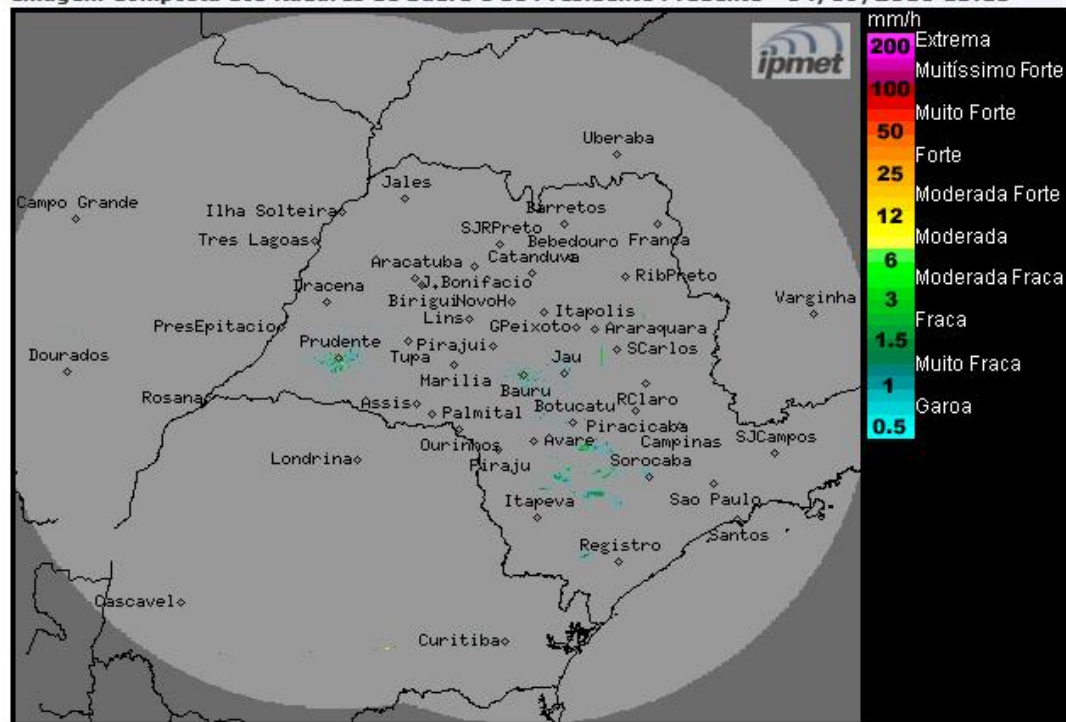 mm/h
ipmet
200 Extrema
Muitíssimo Forte
100
Muito Forte
50
Forte
25
Moderada Forte
12
Moderada
6
Moderada Fraca
3
Fraca
1.5
Muito Fraca
1
Garoa
0.5
Uberaba
Jales
Campo Grande
Ilha Solteira
Barretos
SJRPreto
Tres Lagoas
Bebedouro Franca
Catanduva
Aracatuba
J.Bonifacio
RibPreto
Dracena
Birigui NovoH
Varginha
Itapolis
Lins
PresEpitacio
GPeixoto
Araraquara
Prudente
Pirajui
SCarlos
Dourados
Tupa
Jau
Marilia
Bauru
Rosana
Assis
Botucatu
RClaro
Palmital
Piracicaba
Ourinhos
Avare
Campinas
SJCampos
Londrina
Piraju
Sorocaba
Itapeva
Sao Paulo
Santos
Registro
Cascavel
Curitiba